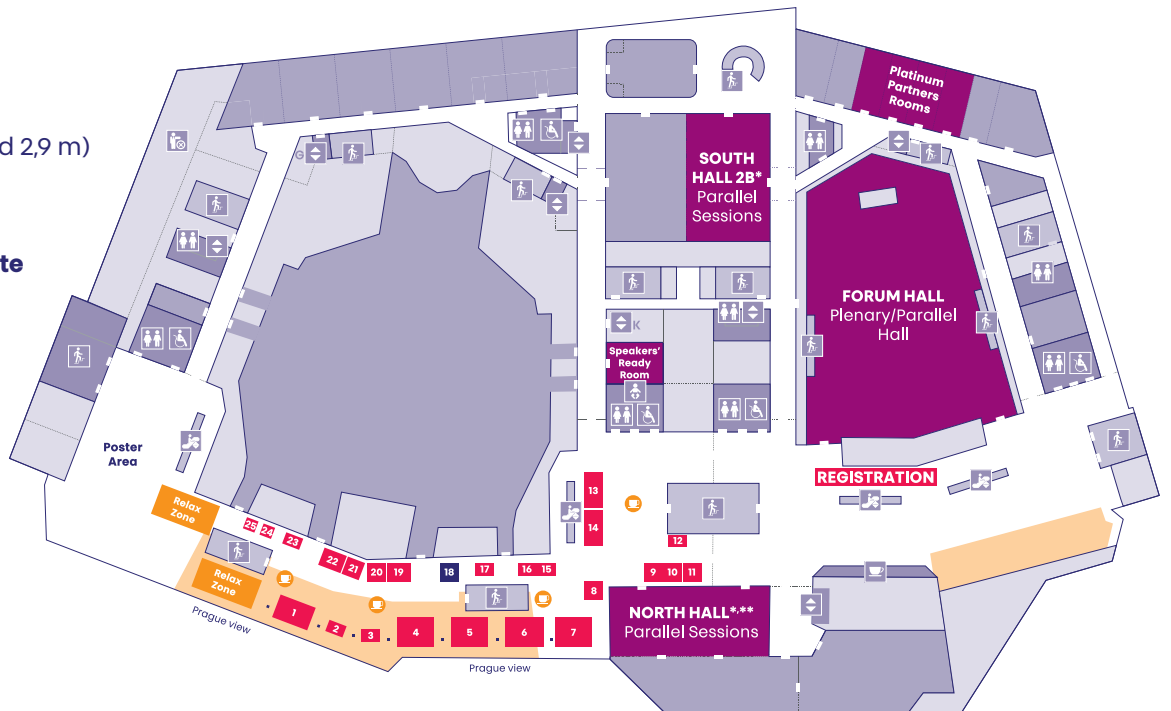 d 2,9 m)
te
Platinum
Partners
Rooms
G
SOUTH
HALL 2B*
Parallel
Sessions
FORUM HALL
Plenary/Parallel
Hall
K
Speakers'
Ready
Room
Poster
Area
REGISTRATION
Relax
Zone
Relax
Zone
13
14
12
25
24
23
22
21
20
19
18
17
16
15
9
10
11
8
1
2
3
4
5
6
7
NORTH HALL*,**
Parallel Sessions
Prague view
Prague view